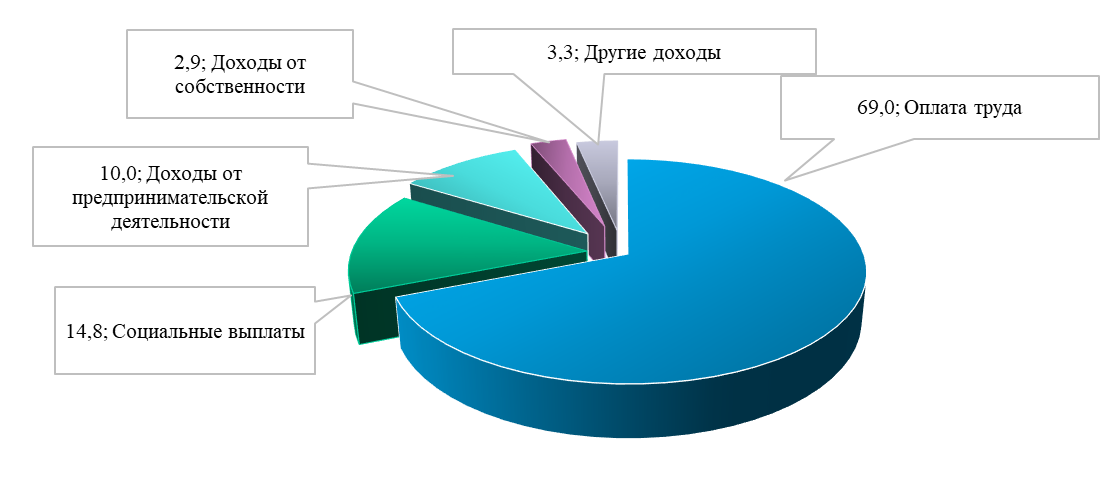 3,3; Другие доходы
2,9; Доходы от
собственности
69,0; Оплата труда
10,0; Доходы от
предпринимательской
деятельности
14,8; Социальные выплаты